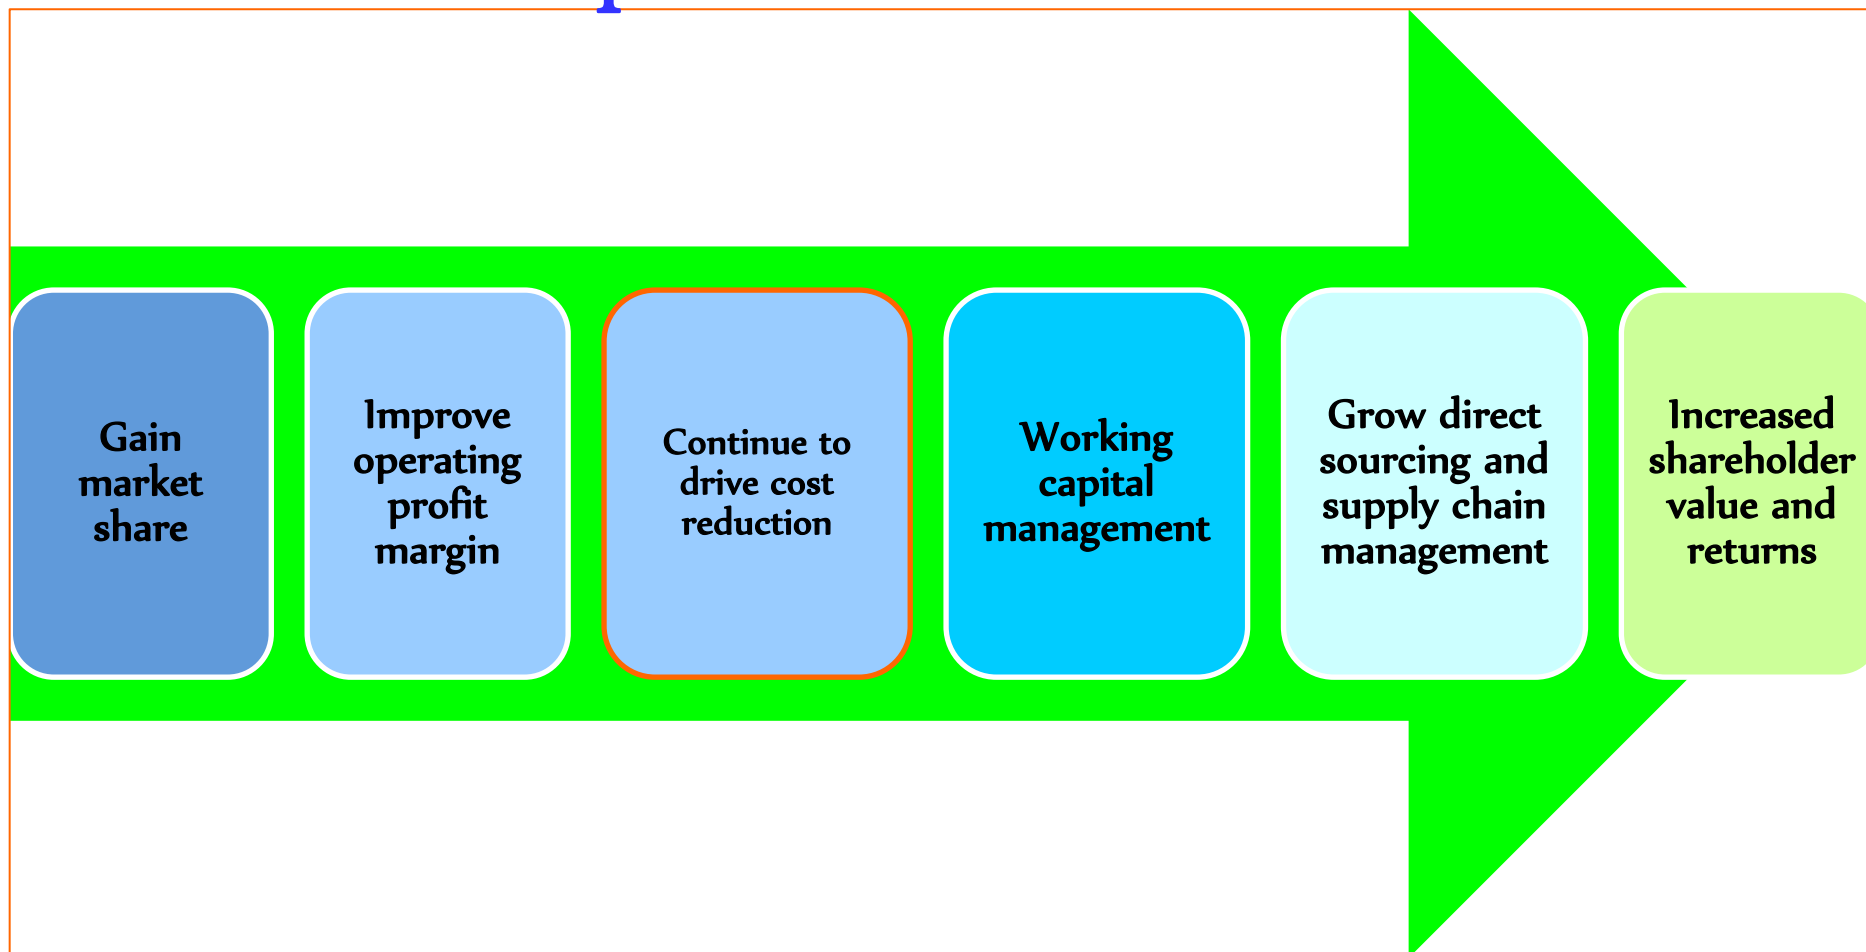 Gain
market
share
Improve
operating
profit
margin
Continue to
drive cost
reduction
Working
capital
management
Grow direct
sourcing and
supply chain
management
Increased
shareholder
value and
returns